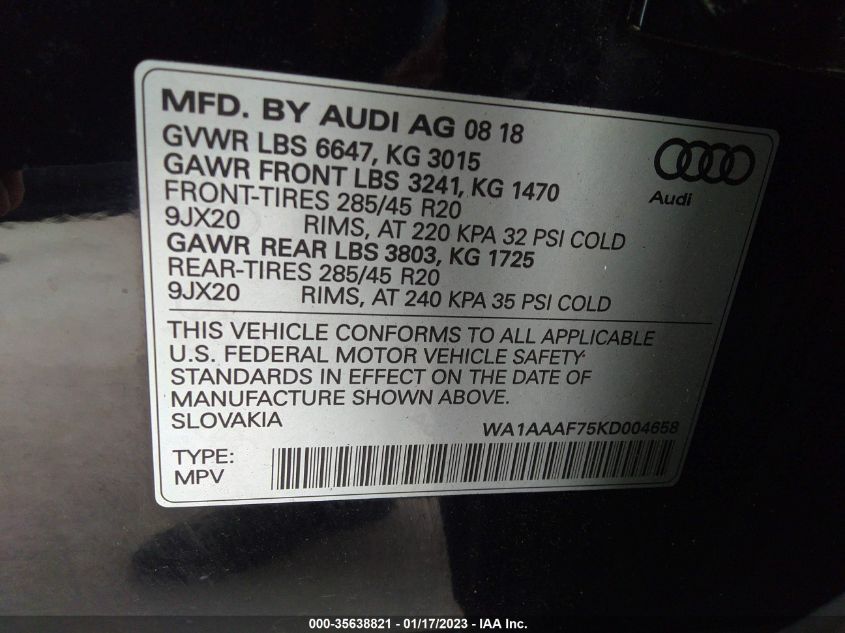 MFD. BY AUDI AG 08 18
GVWR LBS 6647, KG 3015
GAWR FRONT LBS 3241, KG 1470
FRONT-TIRES 285/45 R20
9JX20 RIMS, AT 220 KPA 32 PSI COLD
GAWR REAR LBS 3803, KG 1725
REAR-TIRES 285/45 R20
9JX20 RIMS, AT 240 KPA 35 PSI COLD
Audi
THIS VEHICLE CONFORMS TO ALL APPLICABLE
U.S. FEDERAL MOTOR VEHICLE SAFETY
STANDARDS IN EFFECT ON THE DATE OF
MANUFACTURE SHOWN ABOVE.
SLOVAKIA
WA1AAAF75KD004658
TYPE:
MPV
000-35638821 - 01/17/2023 - IAA Inc.